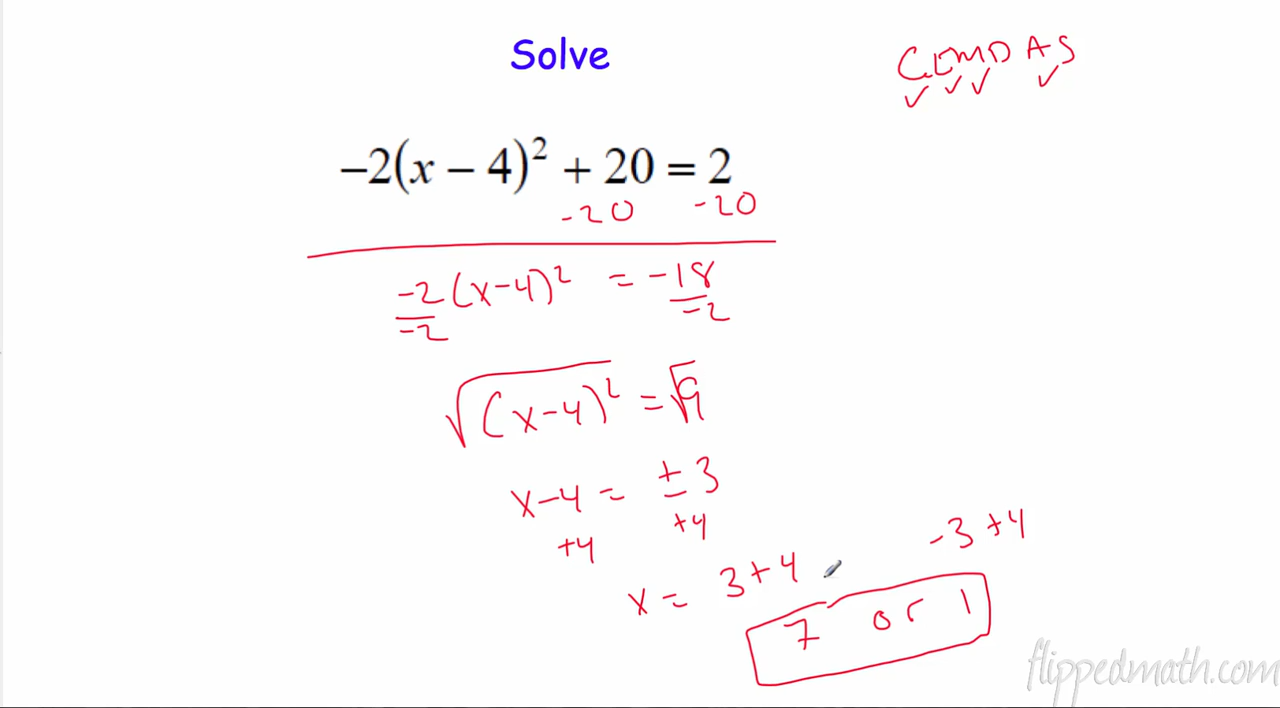 Solve
GEMDAS
−2(x − 4)² + 20 = 2
-20 -20
-2(x-4)² = -18
-2 -2
√(x-4)² = √9
x-4 = ± 3
+4 +4
x = 3+4 -3+4
7 or 1
flippedmath.com